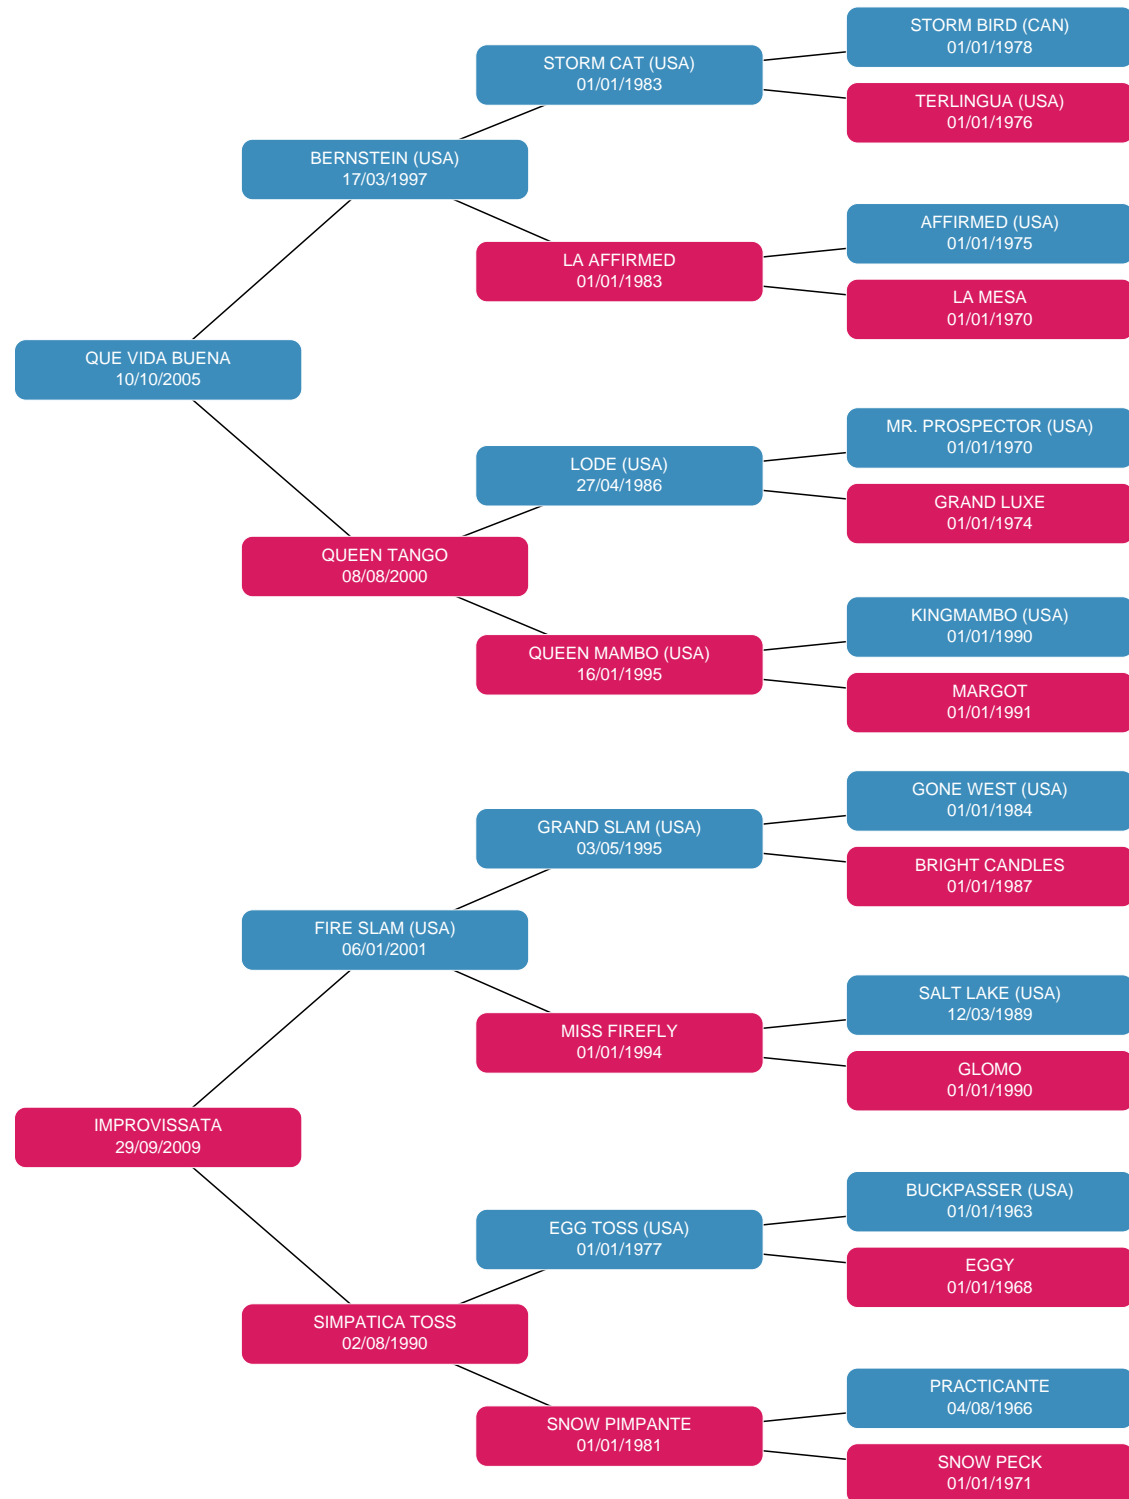 STORM BIRD (CAN)
01/01/1978
STORM CAT (USA)
01/01/1983
TERLINGUA (USA)
01/01/1976
BERNSTEIN (USA)
17/03/1997
AFFIRMED (USA)
01/01/1975
LA AFFIRMED
01/01/1983
LA MESA
01/01/1970
QUE VIDA BUENA
10/10/2005
MR. PROSPECTOR (USA)
01/01/1970
LODE (USA)
27/04/1986
GRAND LUXE
01/01/1974
QUEEN TANGO
08/08/2000
KINGMAMBO (USA)
01/01/1990
QUEEN MAMBO (USA)
16/01/1995
MARGOT
01/01/1991
GONE WEST (USA)
01/01/1984
GRAND SLAM (USA)
03/05/1995
BRIGHT CANDLES
01/01/1987
FIRE SLAM (USA)
06/01/2001
SALT LAKE (USA)
12/03/1989
MISS FIREFLY
01/01/1994
GLOMO
01/01/1990
IMPROVISSATA
29/09/2009
BUCKPASSER (USA)
01/01/1963
EGG TOSS (USA)
01/01/1977
EGGY
01/01/1968
SIMPATICA TOSS
02/08/1990
PRACTICANTE
04/08/1966
SNOW PIMPANTE
01/01/1981
SNOW PECK
01/01/1971